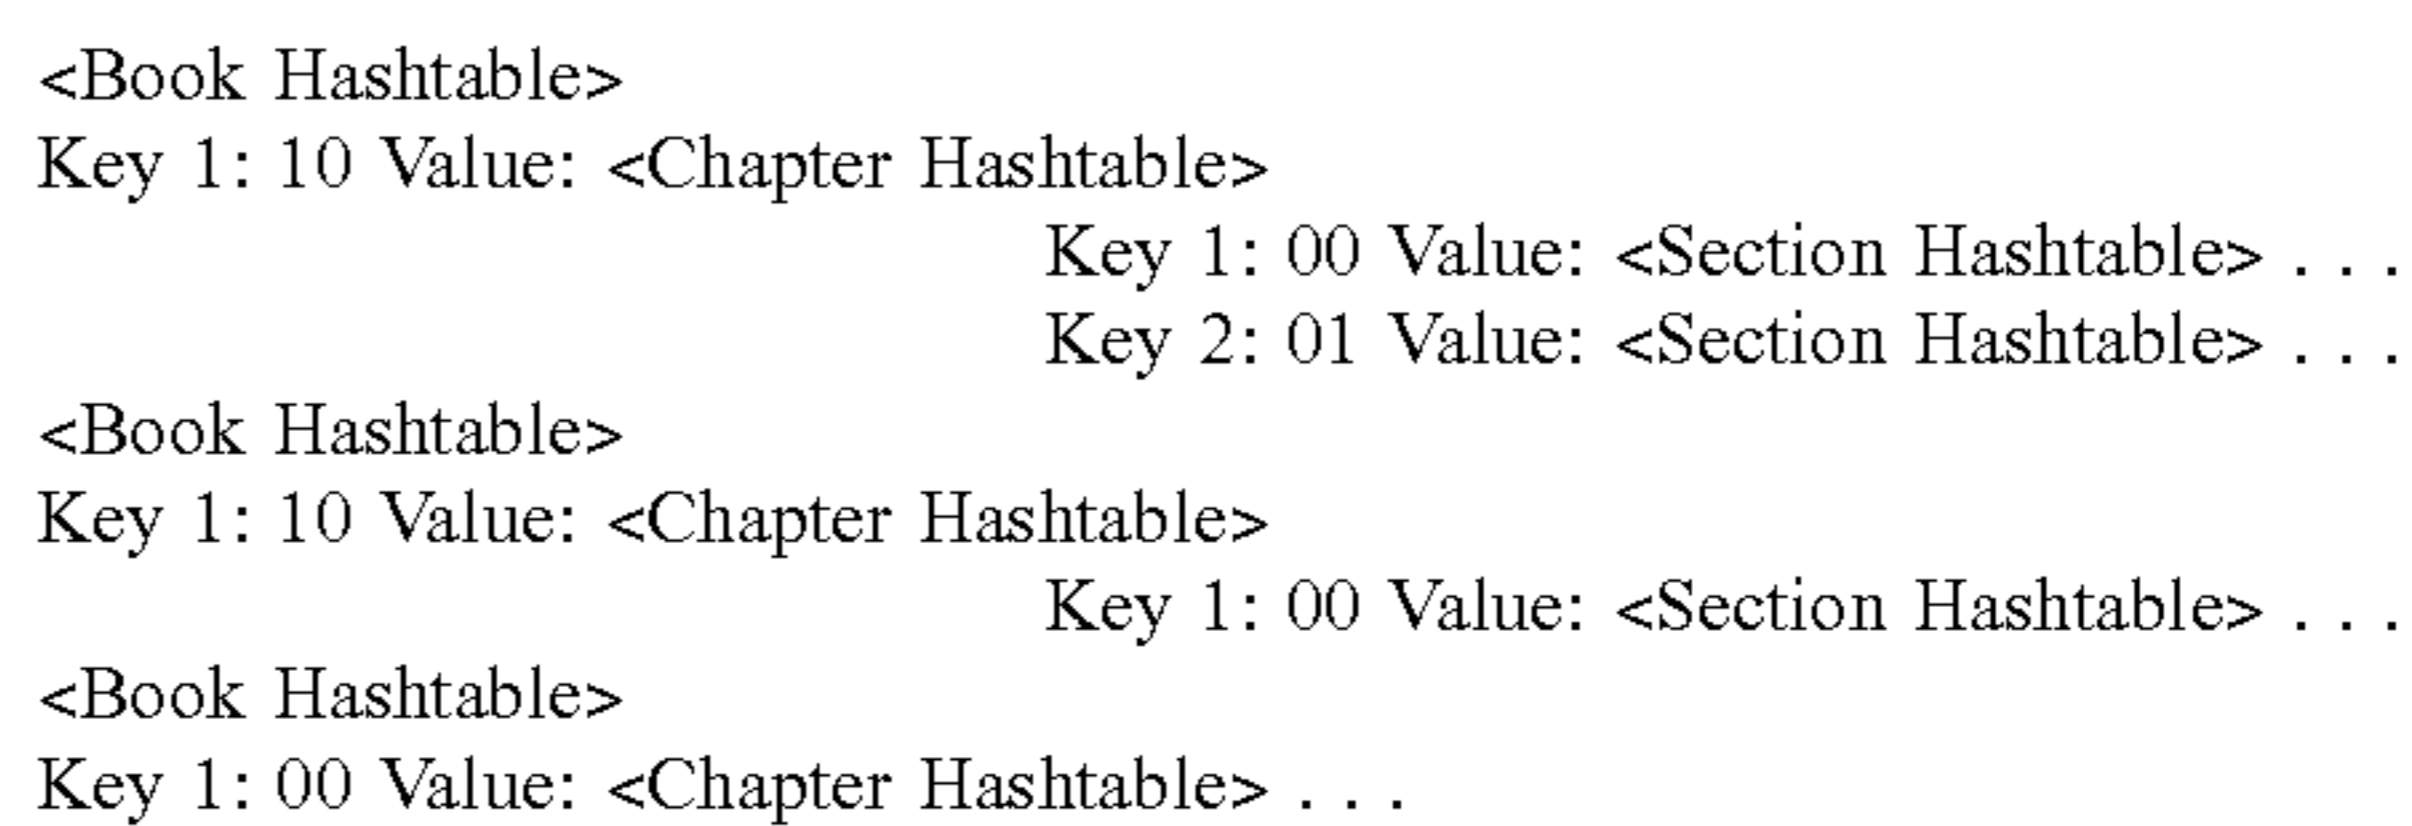 <Book Hashtable>
Key 1: 10 Value: <Chapter Hashtable>
Key 1: 00 Value: <Section Hashtable> . . .
Key 2: 01 Value: <Section Hashtable> . . .
<Book Hashtable>
Key 1: 10 Value: <Chapter Hashtable>
Key 1: 00 Value: <Section Hashtable> . . .
<Book Hashtable>
Key 1: 00 Value: <Chapter Hashtable> . . .